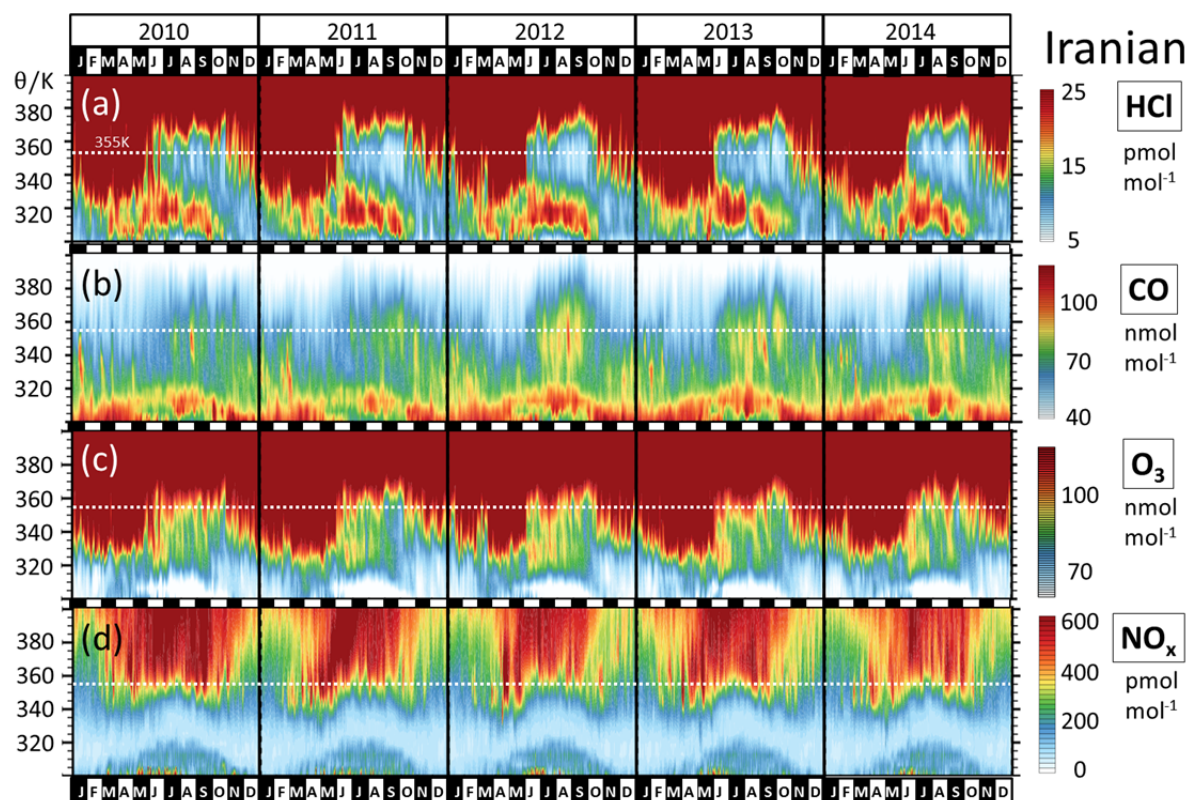 2010 2011 2012 2013 2014
J F M A M J J A S O N D J F M A M J J A S O N D J F M A M J J A S O N D J F M A M J J A S O N D J F M A M J J A S O N D
Iranian
θ/K
(a)
380
360
340
320
355K
25
15
5
HCl
pmol
mol-1
(b)
380
360
340
320
100
70
40
CO
nmol
mol-1
(c)
380
360
340
320
100
70
O3
nmol
mol-1
(d)
380
360
340
320
600
400
200
0
NOx
pmol
mol-1
J F M A M J J A S O N D J F M A M J J A S O N D J F M A M J J A S O N D J F M A M J J A S O N D J F M A M J J A S O N D